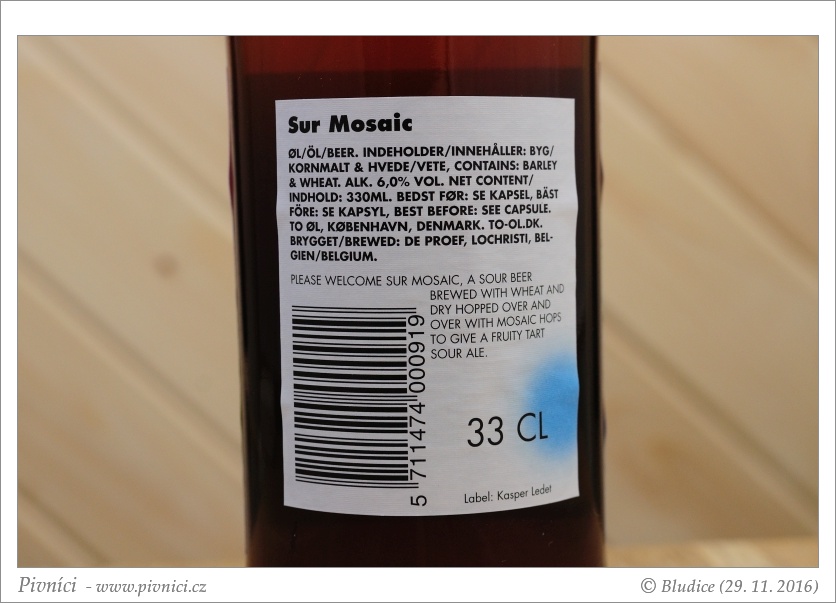 Sur Mosaic
ØL/ÖL/BEER. INDEHOLDER/INNEHÅLLER: BYG/
KORNMALT & HVEDE/VETE, CONTAINS: BARLEY
& WHEAT. ALK. 6,0% VOL. NET CONTENT/
INDHOLD: 330ML. BEDST FØR: SE KAPSEL, BÄST
FÖRE: SE KAPSYL, BEST BEFORE: SEE CAPSULE.
TO ØL, KØBENHAVN, DENMARK. TO-OL.DK.
BRYGGET/BREWED: DE PROEF, LOCHRISTI, BEL-
GIEN/BELGIUM.
PLEASE WELCOME SUR MOSAIC, A SOUR BEER
BREWED WITH WHEAT AND
DRY HOPPED OVER AND
OVER WITH MOSAIC HOPS
TO GIVE A FRUITY TART
SOUR ALE.
5 711474 000919
33 CL
Label: Kasper Ledet
Pivníci - www.pivnici.cz
© Bludice (29. 11. 2016)